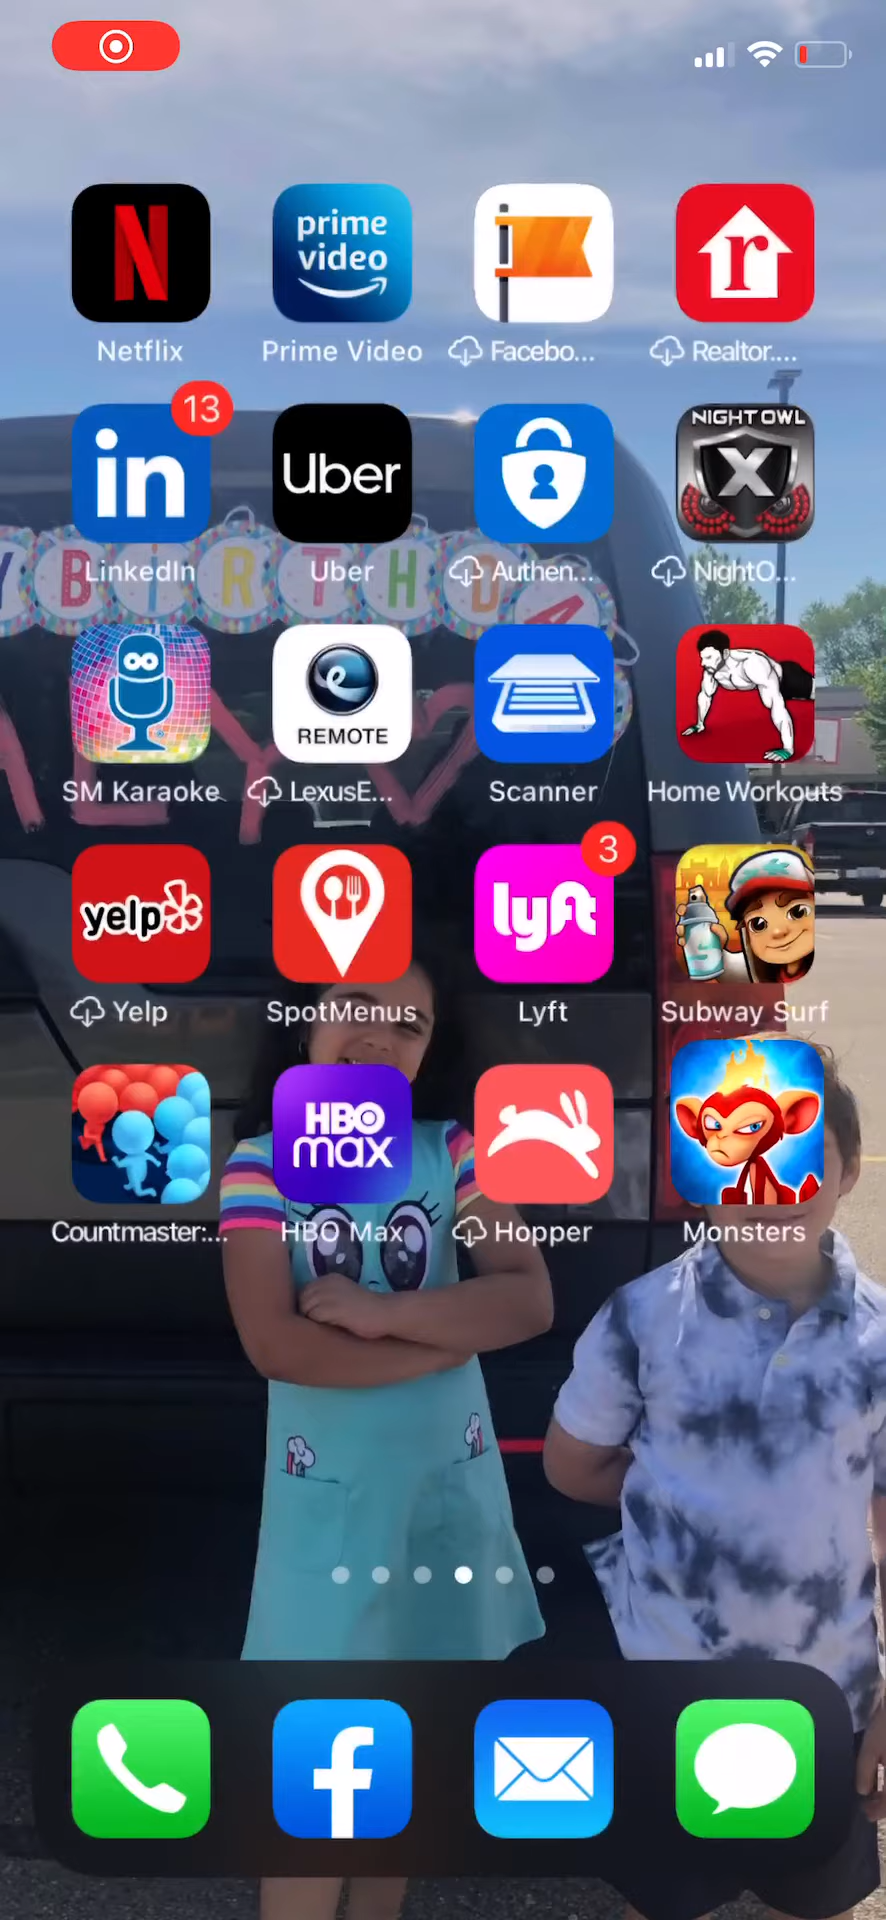 N
prime video
r
Netflix
Prime Video
Facebo...
Realtor....
13
in
Uber
NIGHT OWL
X
LinkedIn
Uber
Authen...
NightO...
Y BIRTHDA
e
REMOTE
SM Karaoke
LexusE...
Scanner
Home Workouts
yelp
lyft
3
S
Yelp
SpotMenus
Lyft
Subway Surf
HBO
max
Countmaster:...
HBO Max
Hopper
Monsters
f